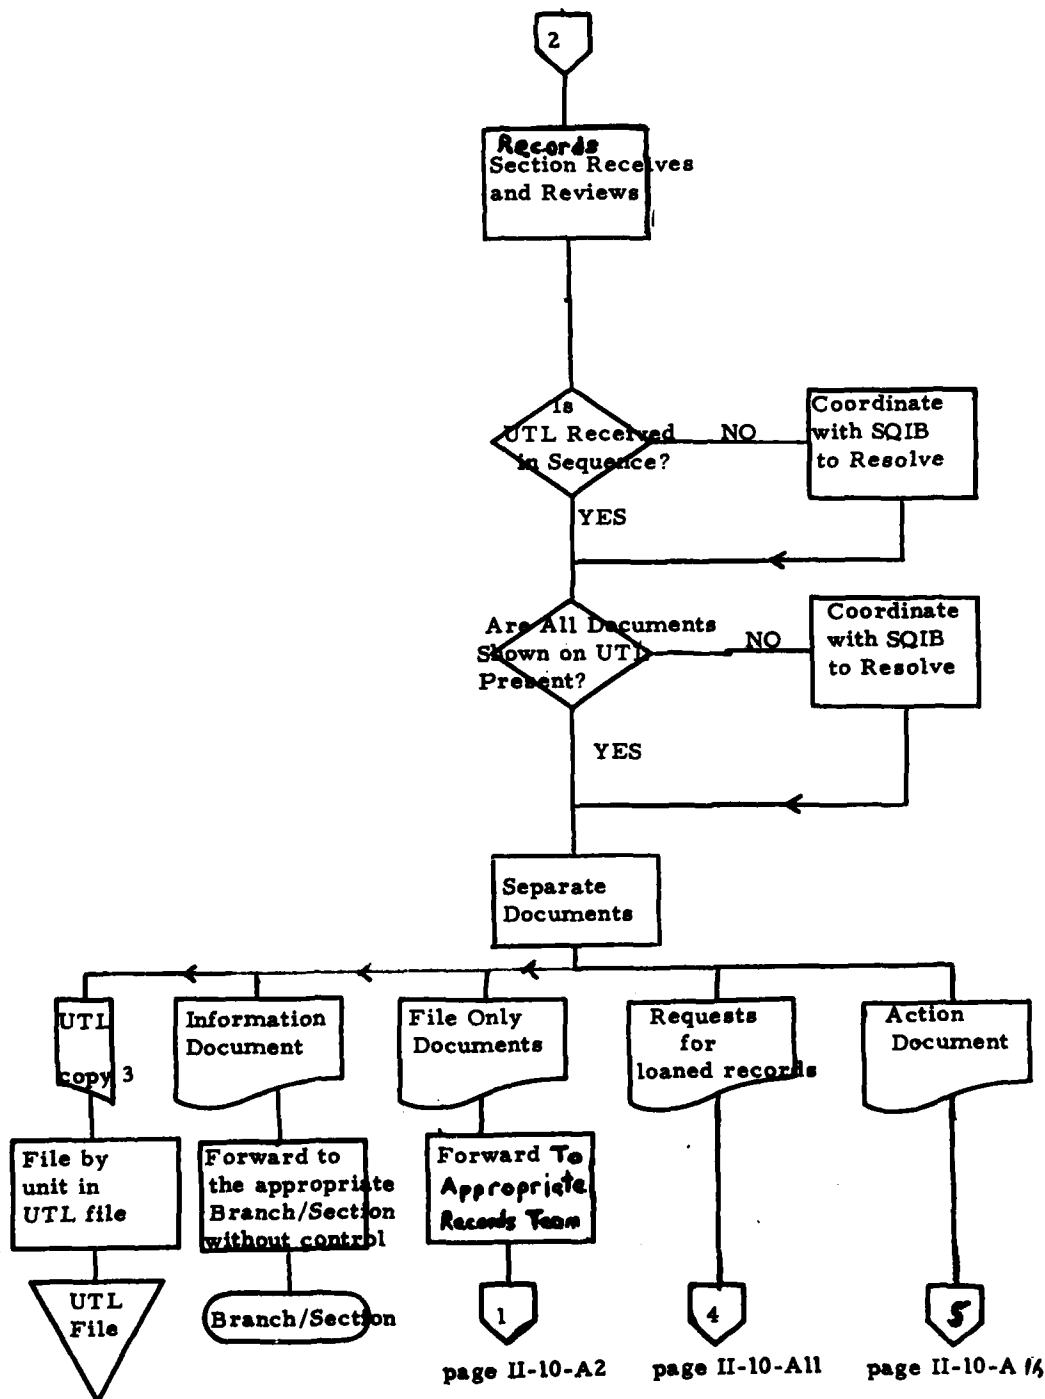 2
Records
Section Receives
and Reviews
Is
UTL Received
in Sequence?
NO
Coordinate
with SQIB
to Resolve
YES
Are All Documents
Shown on UTL
Present?
NO
Coordinate
with SQIB
to Resolve
YES
Separate
Documents
UTL
copy 3
Information
Document
File Only
Documents
Requests
for
loaned records
Action
Document
File by
unit in
UTL file
Forward to
the appropriate
Branch/Section
without control
Forward To
Appropriate
Records Team
UTL
File
Branch/Section
1
4
5
page II-10-A2
page II-10-A11
page II-10-A